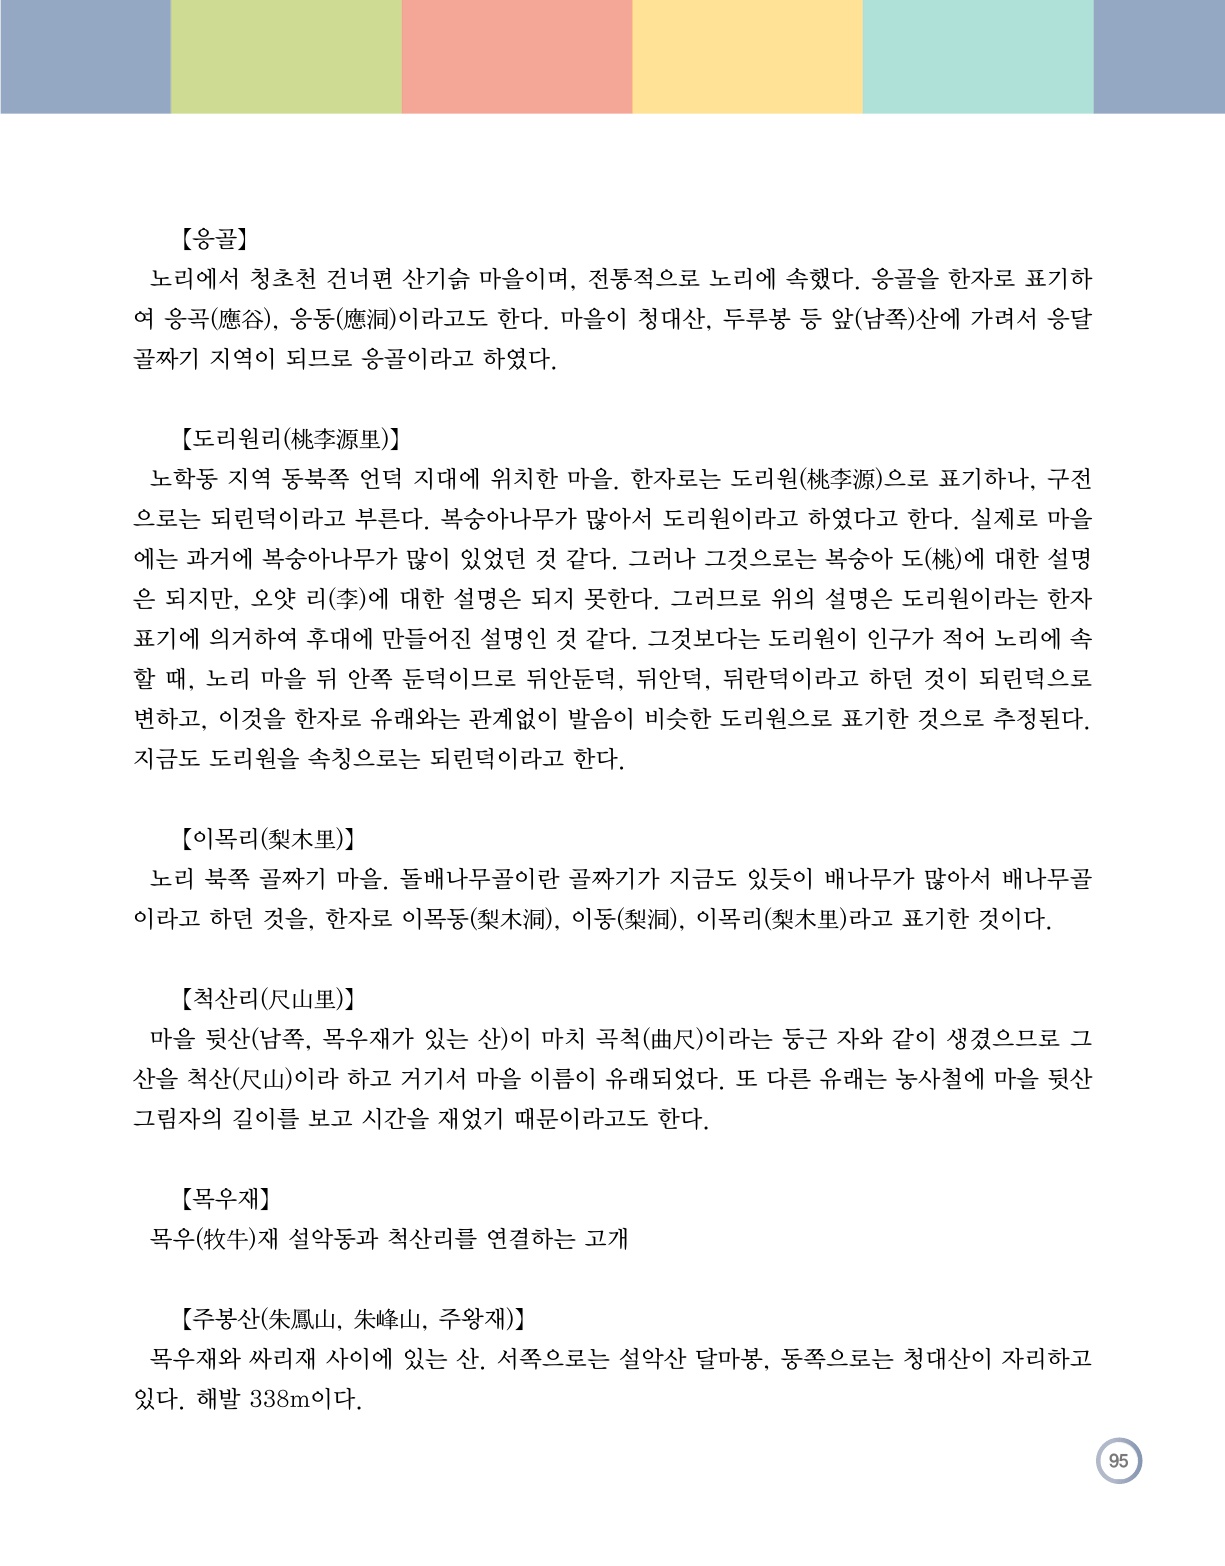 【응골】
노리에서 청초천 건너편 산기슭 마을이며, 전통적으로 노리에 속했다. 응골을 한자로 표기하
여 응곡(應谷), 응동(應洞)이라고도 한다. 마을이 청대산, 두루봉 등 앞(남쪽)산에 가려서 응달
골짜기 지역이 되므로 응골이라고 하였다.
【도리원리(桃李源里)】
노학동 지역 동북쪽 언덕 지대에 위치한 마을. 한자로는 도리원(桃李源)으로 표기하나, 구전
으로는 되린덕이라고 부른다. 복숭아나무가 많아서 도리원이라고 하였다고 한다. 실제로 마을
에는 과거에 복숭아나무가 많이 있었던 것 같다. 그러나 그것으로는 복숭아 도(桃)에 대한 설명
은 되지만, 오얏 리(李)에 대한 설명은 되지 못한다. 그러므로 위의 설명은 도리원이라는 한자
표기에 의거하여 후대에 만들어진 설명인 것 같다. 그것보다는 도리원이 인구가 적어 노리에 속
할 때, 노리 마을 뒤 안쪽 둔덕이므로 뒤안둔덕, 뒤안덕, 뒤란덕이라고 하던 것이 되린덕으로
변하고, 이것을 한자로 유래와는 관계없이 발음이 비슷한 도리원으로 표기한 것으로 추정된다.
지금도 도리원을 속칭으로는 되린덕이라고 한다.
【이목리(梨木里)】
노리 북쪽 골짜기 마을. 돌배나무골이란 골짜기가 지금도 있듯이 배나무가 많아서 배나무골
이라고 하던 것을, 한자로 이목동(梨木洞), 이동(梨洞), 이목리(梨木里)라고 표기한 것이다.
【척산리(尺山里)】
마을 뒷산(남쪽, 목우재가 있는 산)이 마치 곡척(曲尺)이라는 둥근 자와 같이 생겼으므로 그
산을 척산(尺山)이라 하고 거기서 마을 이름이 유래되었다. 또 다른 유래는 농사철에 마을 뒷산
그림자의 길이를 보고 시간을 재었기 때문이라고도 한다.
【목우재】
목우(牧牛)재 설악동과 척산리를 연결하는 고개
【주봉산(朱鳳山, 朱峰山, 주왕재)】
목우재와 싸리재 사이에 있는 산. 서쪽으로는 설악산 달마봉, 동쪽으로는 청대산이 자리하고
있다. 해발 338m이다.
95